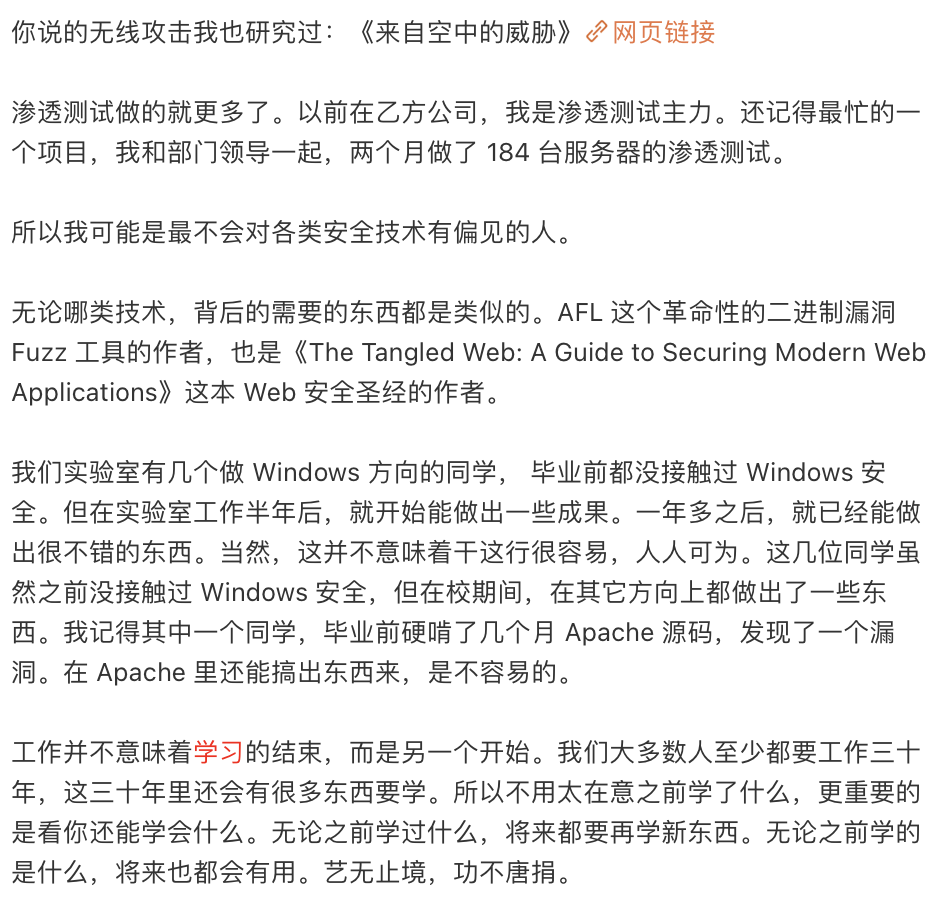 你说的无线攻击我也研究过：《来自空中的威胁》网页链接
渗透测试做的就更多了。以前在乙方公司，我是渗透测试主力。还记得最忙的一
个项目，我和部门领导一起，两个月做了 184 台服务器的渗透测试。
所以我可能是最不会对各类安全技术有偏见的人。
无论哪类技术，背后的需要的东西都是类似的。AFL 这个革命性的二进制漏洞
Fuzz 工具的作者，也是《The Tangled Web: A Guide to Securing Modern Web
Applications》这本 Web 安全圣经的作者。
我们实验室有几个做 Windows 方向的同学， 毕业前都没接触过 Windows 安
全。但在实验室工作半年后，就开始能做出一些成果。一年多之后，就已经能做
出很不错的东西。当然，这并不意味着干这行很容易，人人可为。这几位同学虽
然之前没接触过 Windows 安全，但在校期间，在其它方向上都做出了一些东
西。我记得其中一个同学，毕业前硬啃了几个月 Apache 源码，发现了一个漏
洞。在 Apache 里还能搞出东西来，是不容易的。
工作并不意味着学习的结束，而是另一个开始。我们大多数人至少都要工作三十
年，这三十年里还会有很多东西要学。所以不用太在意之前学了什么，更重要的
是看你还能学会什么。无论之前学过什么，将来都要再学新东西。无论之前学的
是什么，将来也都会有用。艺无止境，功不唐捐。